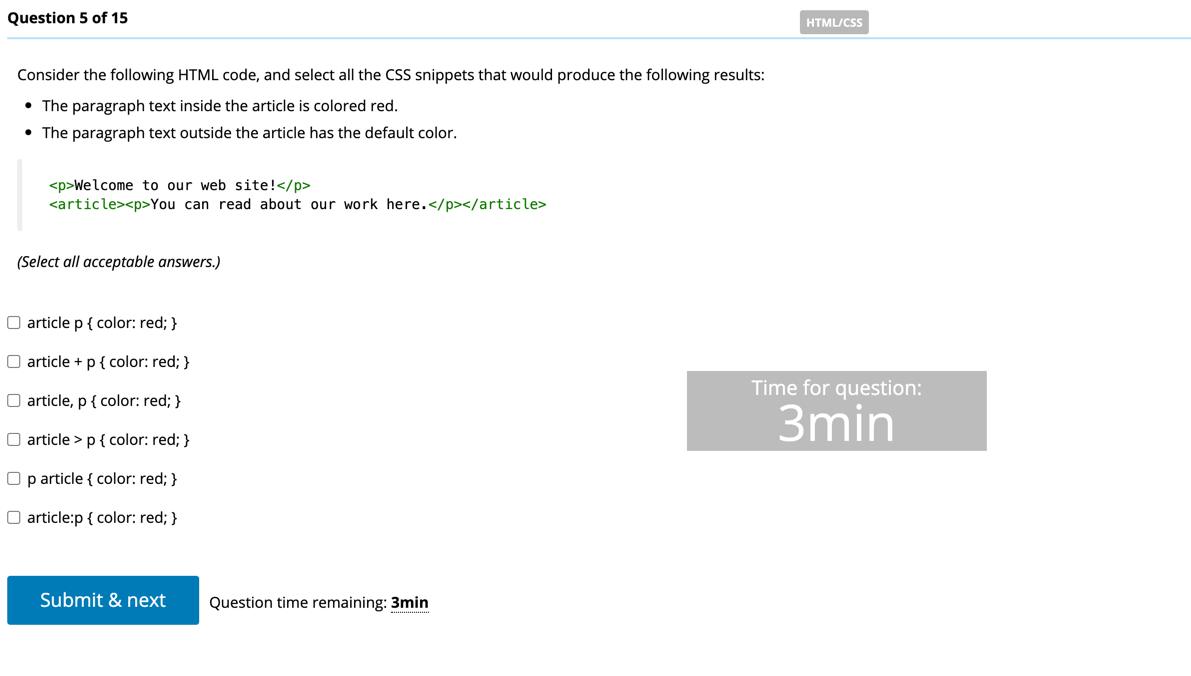 Question 5 of 15
HTML/CSS
Consider the following HTML code, and select all the CSS snippets that would produce the following results:
• The paragraph text inside the article is colored red.
• The paragraph text outside the article has the default color.
<p>Welcome to our web site!</p>
<article><p>You can read about our work here.</p></article>
(Select all acceptable answers.)
article p { color: red; }
article + p { color: red; }
article, p { color: red; }
article > p { color: red; }
p article { color: red; }
article:p { color: red; }
Time for question:
3min
Submit & next
Question time remaining: 3min